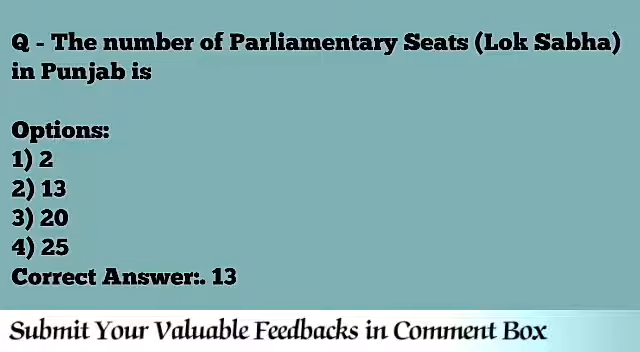 Q - The number of Parliamentary Seats (Lok Sabha)
in Punjab is
Options:
1) 2
2) 13
3) 20
4) 25
Correct Answer:. 13
Submit Your Valuable Feedbacks in Comment Box